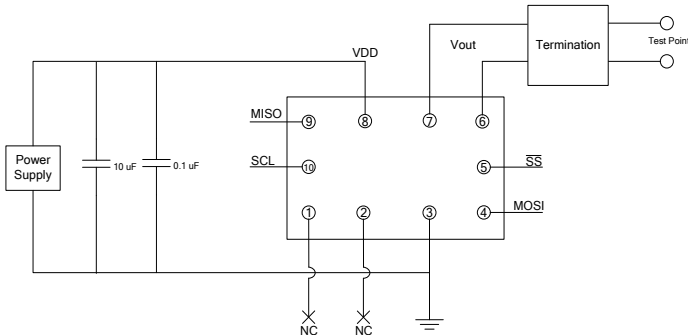 VDD
Vout
Termination
Test Point
MISO
9
8
7
6
Power
Supply
10 uF
0.1 uF
SCL
10
5
SS
1
2
3
4
MOSI
NC
NC